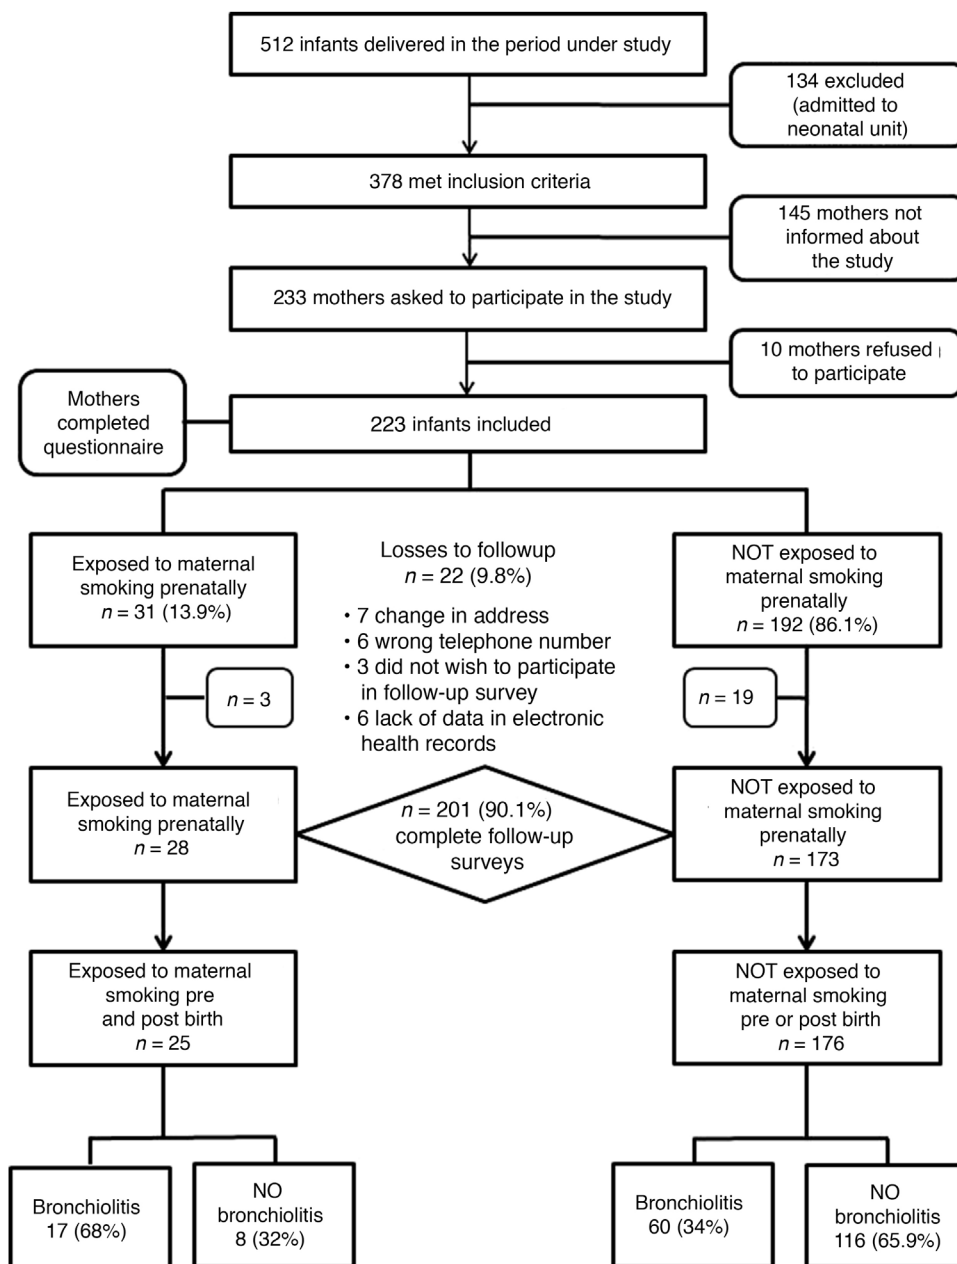 512 infants delivered in the period under study
134 excluded
(admitted to
neonatal unit)
378 met inclusion criteria
145 mothers not
informed about
the study
233 mothers asked to participate in the study
10 mothers refused
to participate
Mothers
completed
questionnaire
223 infants included
Exposed to maternal
smoking prenatally
n = 31 (13.9%)
Losses to followup
n = 22 (9.8%)
• 7 change in address
• 6 wrong telephone number
• 3 did not wish to participate
in follow-up survey
• 6 lack of data in electronic
health records
NOT exposed to
maternal smoking
prenatally
n = 192 (86.1%)
n = 3
n = 19
Exposed to maternal
smoking prenatally
n = 28
n = 201 (90.1%)
complete follow-up
surveys
NOT exposed to
maternal smoking
prenatally
n = 173
Exposed to maternal
smoking pre
and post birth
n = 25
NOT exposed to
maternal smoking
pre or post birth
n = 176
Bronchiolitis
17 (68%)
NO
bronchiolitis
8 (32%)
Bronchiolitis
60 (34%)
NO
bronchiolitis
116 (65.9%)